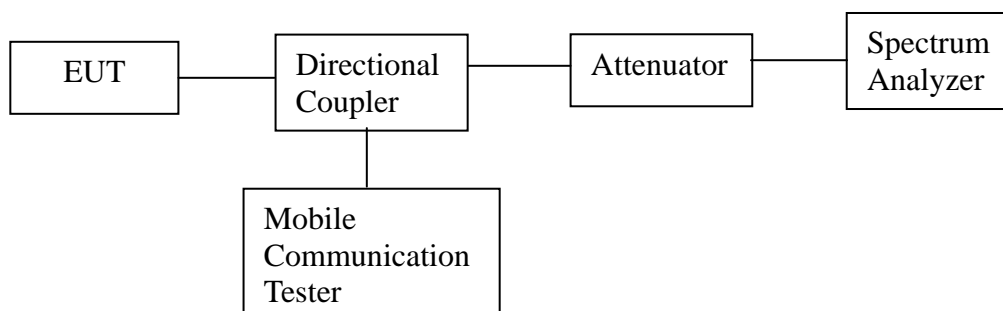 EUT
Directional
Coupler
Attenuator
Spectrum
Analyzer
Mobile
Communication
Tester